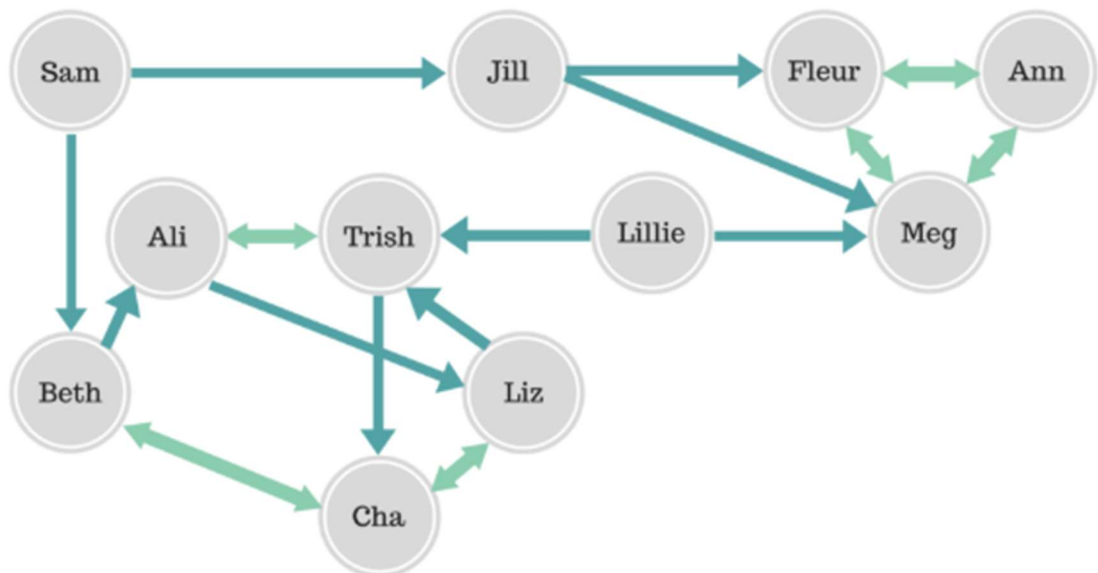 Sam
Jill
Fleur
Ann
Ali
Trish
Lillie
Meg
Beth
Liz
Cha